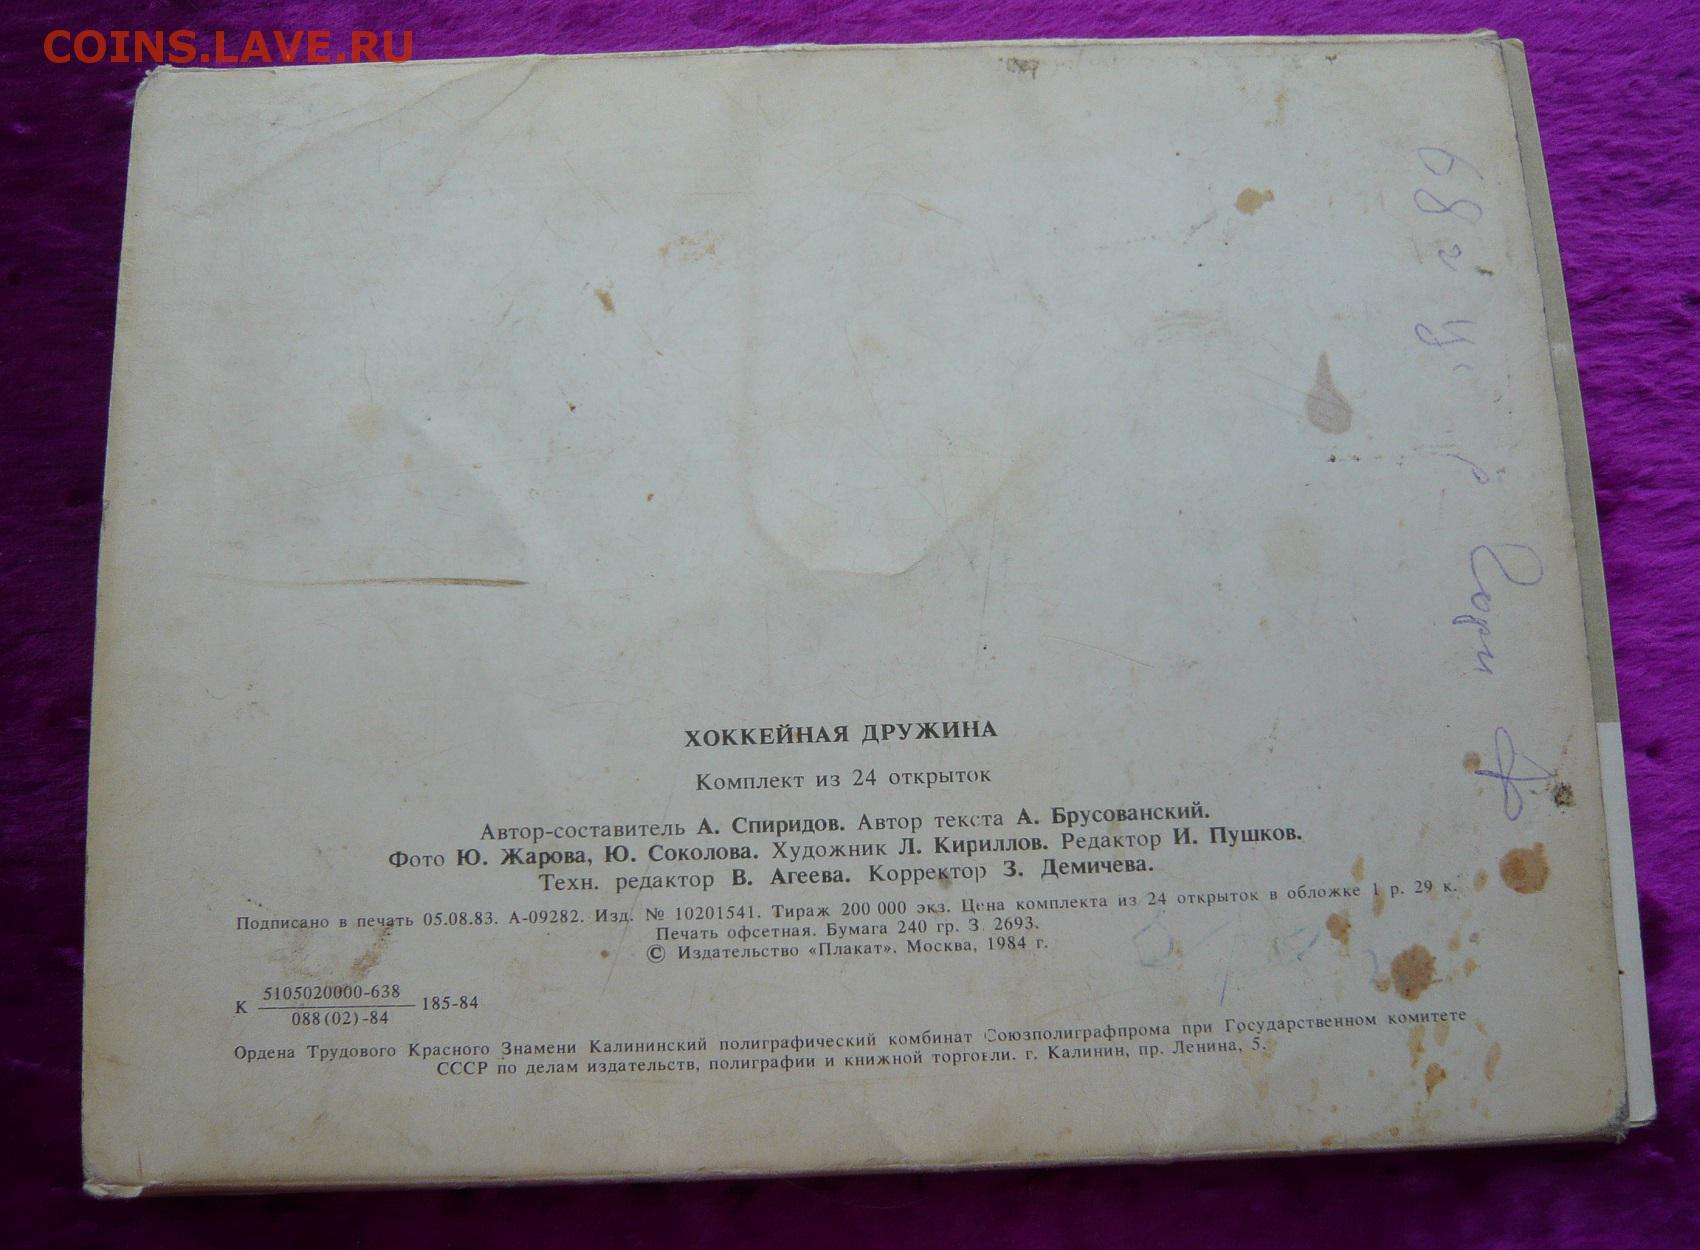 COINS.LAVE.RU
ХОККЕЙНАЯ ДРУЖИНА
Комплект из 24 открыток
Автор-составитель А. Спиридов. Автор текста А. Брусованский.
Фото Ю. Жарова, Ю. Соколова. Художник Л. Кириллов. Редактор И. Пушков.
Техн. редактор В. Агеева. Корректор З. Демичева.
Подписано в печать 05.08.83. А-09282. Изд. № 10201541. Тираж 200 000 экз. Цена комплекта из 24 открыток в обложке 1 р. 29 к.
Печать офсетная. Бумага 240 гр. З. 2693.
© Издательство «Плакат». Москва, 1984 г.
К 5105020000-638 185-84
088(02)-84
Ордена Трудового Красного Знамени Калининский полиграфический комбинат Союзполиграфпрома при Государственном комитете
СССР по делам издательств, полиграфии и книжной торговли. г. Калинин, пр. Ленина, 5.